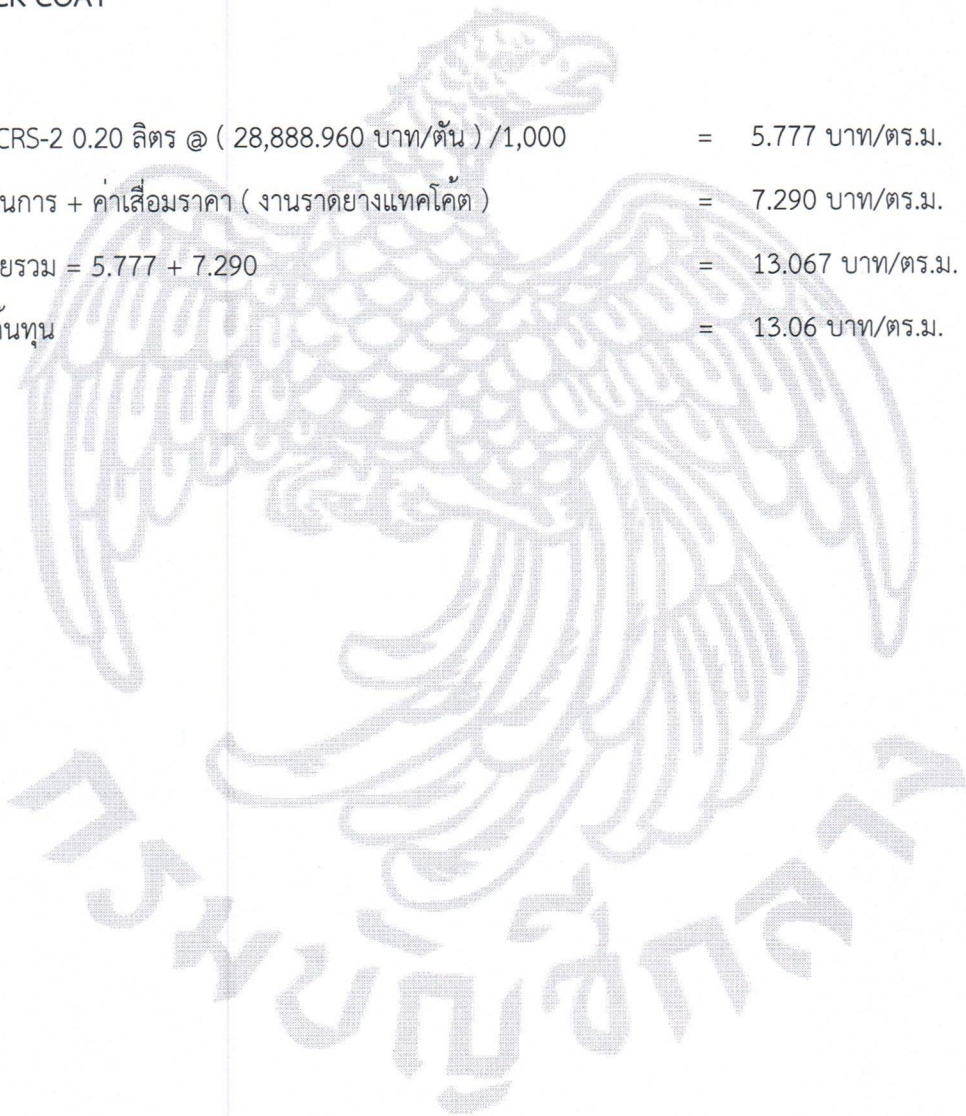 CK COAT
CRS-2 0.20 ลิตร @ ( 28,888.960 บาท/ตัน ) /1,000 = 5.777 บาท/ตร.ม.
นการ + ค่าเสื่อมราคา ( งานราดยางแทคโค้ต ) = 7.290 บาท/ตร.ม.
ยรวม = 5.777 + 7.290 = 13.067 บาท/ตร.ม.
้นทุน = 13.06 บาท/ตร.ม.
กรมบัญชีกลาง